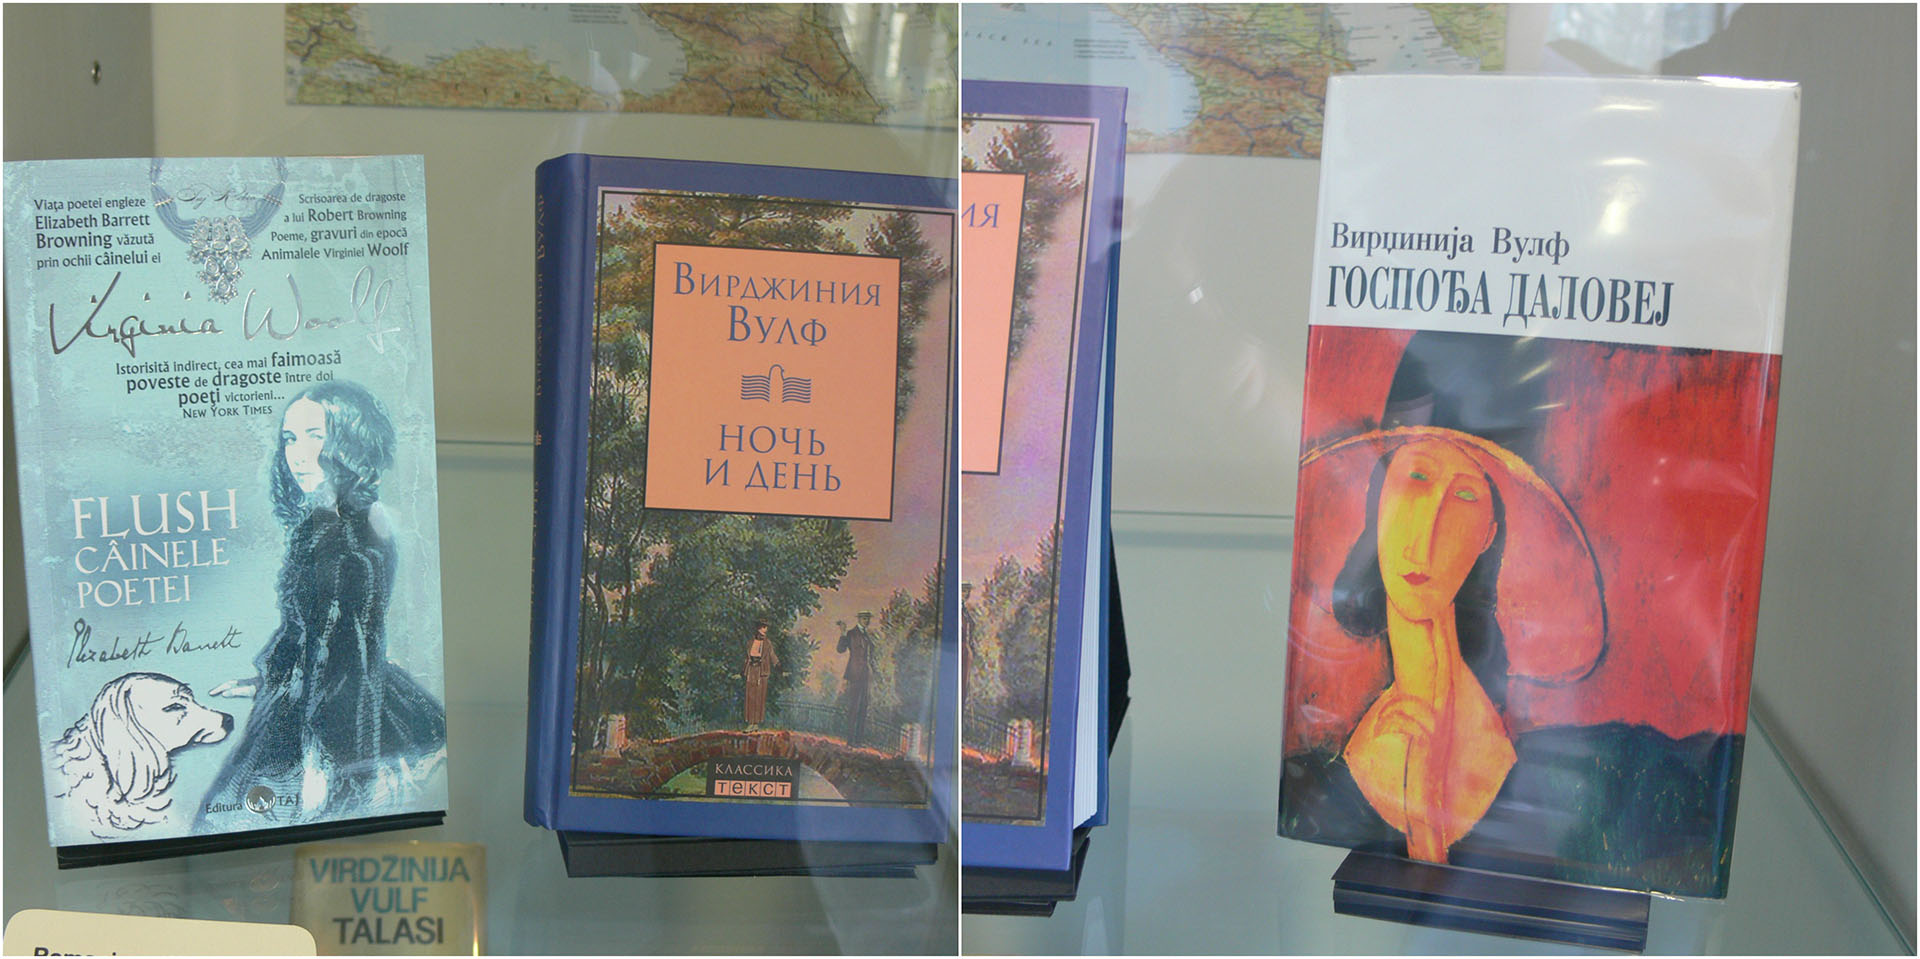 Viața poetei engleze
Elizabeth Barrett
Browning văzută
prin ochii câinelui ei
Scrisoarea de dragoste
a lui Robert Browning
Poeme, gravuri din epocă
Animalele Virginiei Woolf
Virginia Woolf
Istorisită indirect, cea mai faimoasă
poveste de dragoste între doi
poeți victorieni...
NEW YORK TIMES
FLUSH
CÂINELE
POETEI
Elizabeth Barrett
Editura TAJ
ВИРДЖИНИЯ
ВУЛФ
НОЧЬ
И ДЕНЬ
КЛАССИКА
ТЕКСТ
VIRDŽINIJA
VULF
TALASI
ИЯ
Вирџинија Вулф
ГОСПОЂА ДАЛОВЕЈ